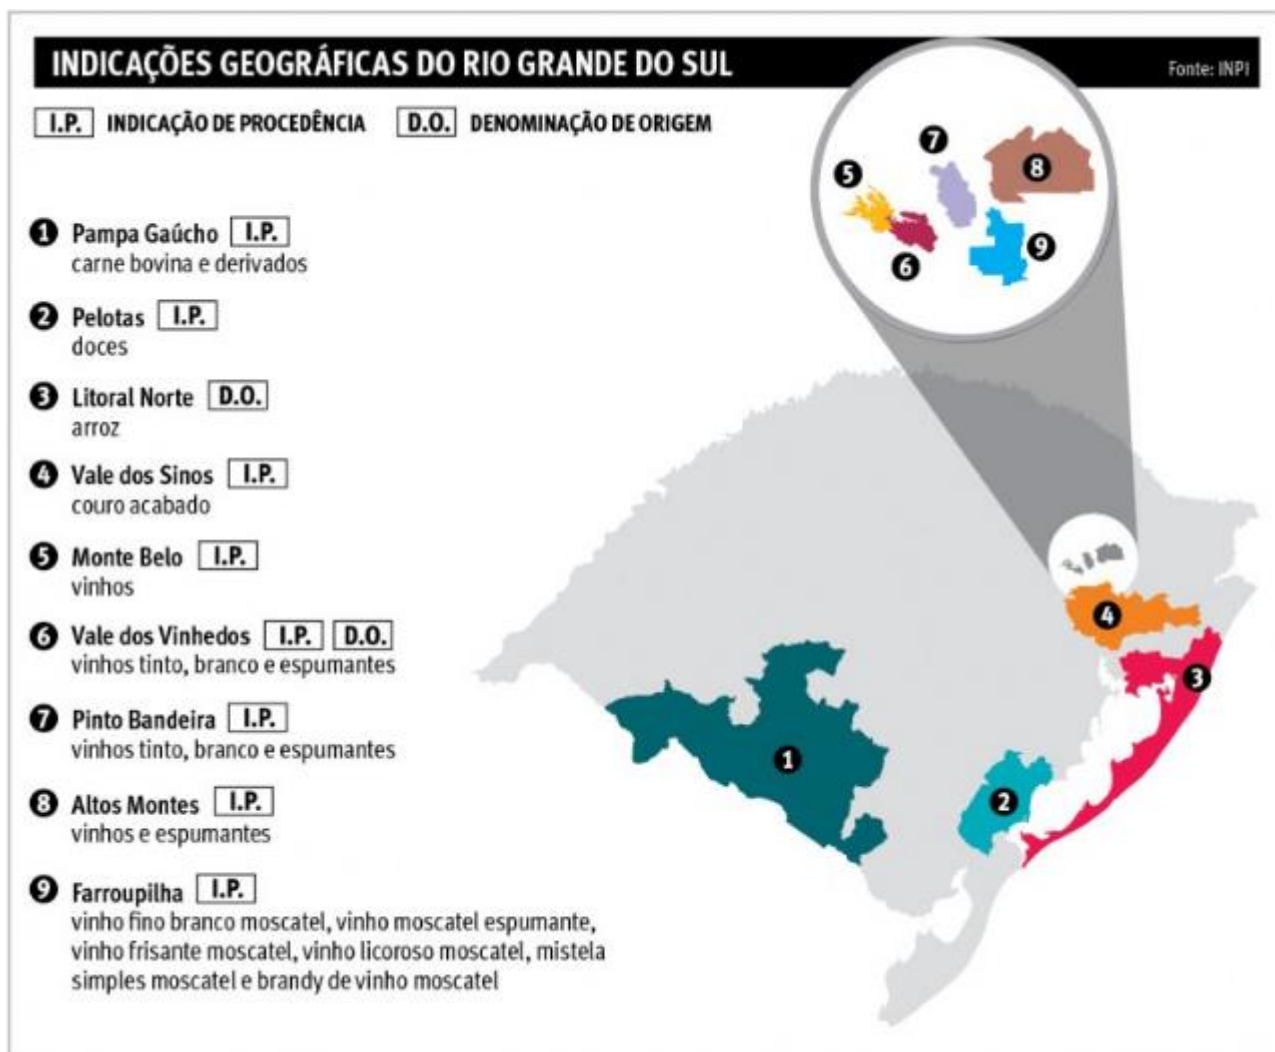 INDICAÇÕES GEOGRÁFICAS DO RIO GRANDE DO SUL
Fonte: INPI
I.P. INDICAÇÃO DE PROCEDÊNCIA D.O. DENOMINAÇÃO DE ORIGEM
1 Pampa Gaúcho I.P.
carne bovina e derivados
2 Pelotas I.P.
doces
3 Litoral Norte D.O.
arroz
4 Vale dos Sinos I.P.
couro acabado
5 Monte Belo I.P.
vinhos
6 Vale dos Vinhedos I.P. D.O.
vinhos tinto, branco e espumantes
7 Pinto Bandeira I.P.
vinhos tinto, branco e espumantes
8 Altos Montes I.P.
vinhos e espumantes
9 Farroupilha I.P.
vinho fino branco moscatel, vinho moscatel espumante,
vinho frisante moscatel, vinho licoroso moscatel, mistela
simples moscatel e brandy de vinho moscatel
7
8
5
9
6
4
3
1
2